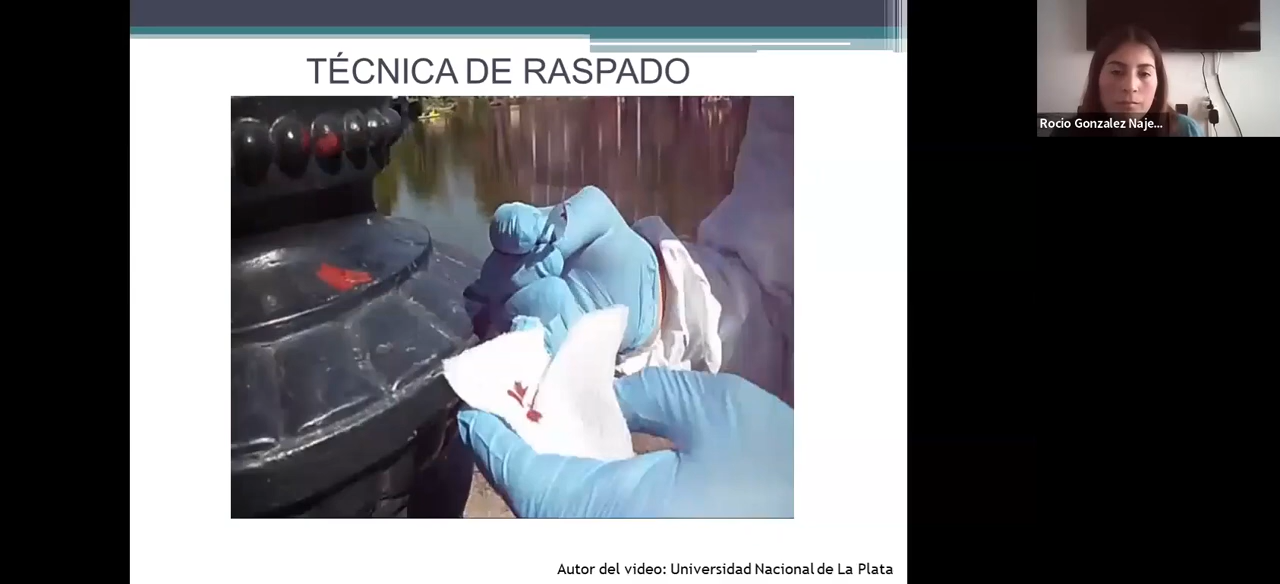 TÉCNICA DE RASPADO
Rocio Gonzalez Naje...
Autor del video: Universidad Nacional de La Plata